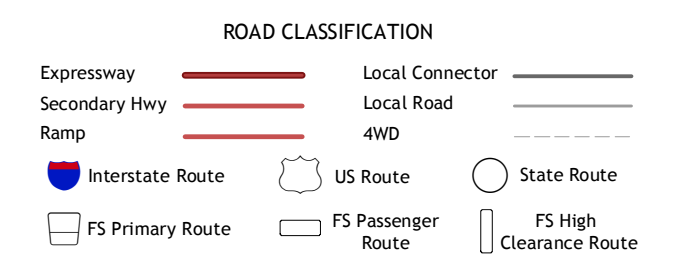 ROAD CLASSIFICATION
Expressway
Local Connector
Secondary Hwy
Local Road
Ramp
4WD
Interstate Route
US Route
State Route
FS Primary Route
FS Passenger
Route
FS High
Clearance Route